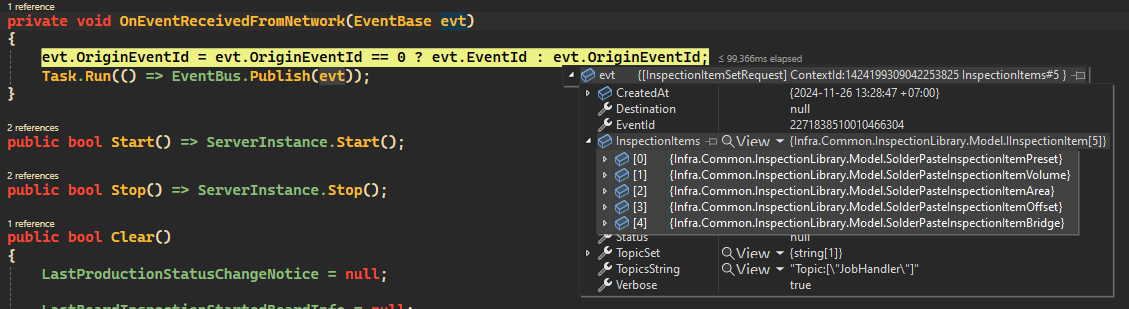 1 reference
private void OnEventReceivedFromNetwork(EventBase evt)
{
evt.OriginEventId = evt.OriginEventId == 0 ? evt.EventId : evt.OriginEventId; ≤ 99,366ms elapsed
Task.Run(() => EventBus.Publish(evt));
}
evt {[InspectionItemSetRequest] ContextId:1424199309042253825 InspectionItems#5 }
CreatedAt {2024-11-26 13:28:47 +07:00}
Destination null
EventId 2271838510010466304
InspectionItems View {Infra.Common.InspectionLibrary.Model.IInspectionItem[5]}
[0] {Infra.Common.InspectionLibrary.Model.SolderPasteInspectionItemPreset}
[1] {Infra.Common.InspectionLibrary.Model.SolderPasteInspectionItemVolume}
[2] {Infra.Common.InspectionLibrary.Model.SolderPasteInspectionItemArea}
[3] {Infra.Common.InspectionLibrary.Model.SolderPasteInspectionItemOffset}
[4] {Infra.Common.InspectionLibrary.Model.SolderPasteInspectionItemBridge}
Status null
TopicSet View {string[1]}
TopicsString View "Topic:[\"JobHandler\"]"
Verbose true
2 references
public bool Start() => ServerInstance.Start();
2 references
public bool Stop() => ServerInstance.Stop();
1 reference
public bool Clear()
{
LastProductionStatusChangeNotice = null;
LastBoardInspectionStartedBoardInfo = null;